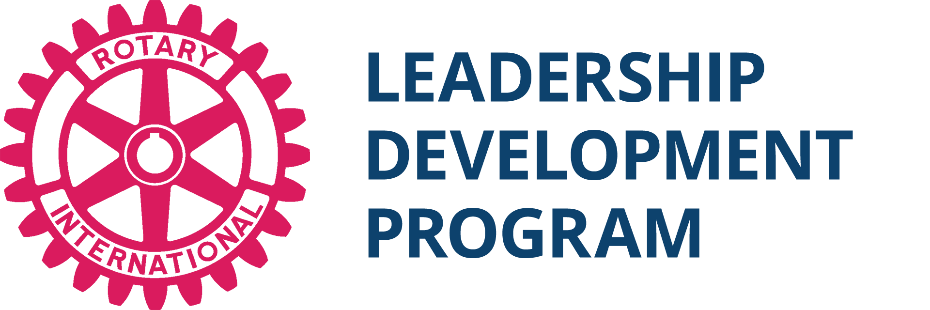 ROTARY
INTERNATIONAL
LEADERSHIP
DEVELOPMENT
PROGRAM